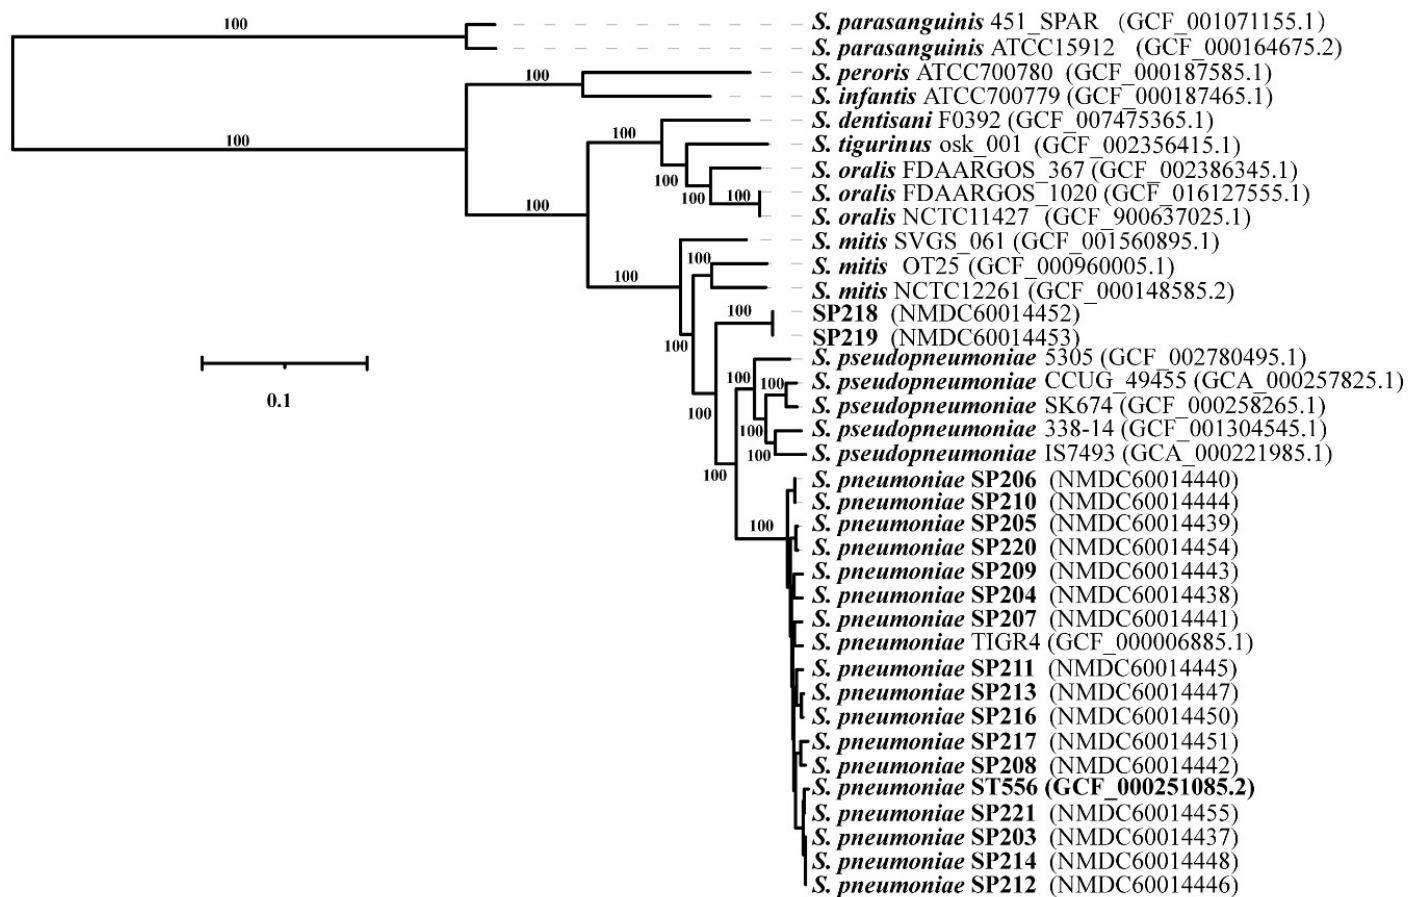 100
S. parasanguinis 451_SPAR (GCF_001071155.1)
S. parasanguinis ATCC15912 (GCF_000164675.2)
100
S. peroris ATCC700780 (GCF_000187585.1)
S. infantis ATCC700779 (GCF_000187465.1)
S. dentisani F0392 (GCF_007475365.1)
100
100
S. tigurinus osk_001 (GCF_002356415.1)
S. oralis FDAARGOS_367 (GCF_002386345.1)
100
S. oralis FDAARGOS_1020 (GCF_016127555.1)
100
100
100
S. oralis NCTC11427 (GCF_900637025.1)
S. mitis SVGS_061 (GCF_001560895.1)
100
S. mitis OT25 (GCF_000960005.1)
100
S. mitis NCTC12261 (GCF_000148585.2)
100
SP218 (NMDC60014452)
SP219 (NMDC60014453)
100
S. pseudopneumoniae 5305 (GCF_002780495.1)
100
100
S. pseudopneumoniae CCUG_49455 (GCA_000257825.1)
0.1
100
S. pseudopneumoniae SK674 (GCF_000258265.1)
100
S. pseudopneumoniae 338-14 (GCF_001304545.1)
100
S. pseudopneumoniae IS7493 (GCA_000221985.1)
100
S. pneumoniae SP206 (NMDC60014440)
S. pneumoniae SP210 (NMDC60014444)
100
S. pneumoniae SP205 (NMDC60014439)
S. pneumoniae SP220 (NMDC60014454)
S. pneumoniae SP209 (NMDC60014443)
S. pneumoniae SP204 (NMDC60014438)
S. pneumoniae SP207 (NMDC60014441)
S. pneumoniae TIGR4 (GCF_000006885.1)
S. pneumoniae SP211 (NMDC60014445)
S. pneumoniae SP213 (NMDC60014447)
S. pneumoniae SP216 (NMDC60014450)
S. pneumoniae SP217 (NMDC60014451)
S. pneumoniae SP208 (NMDC60014442)
S. pneumoniae ST556 (GCF_000251085.2)
S. pneumoniae SP221 (NMDC60014455)
S. pneumoniae SP203 (NMDC60014437)
S. pneumoniae SP214 (NMDC60014448)
S. pneumoniae SP212 (NMDC60014446)